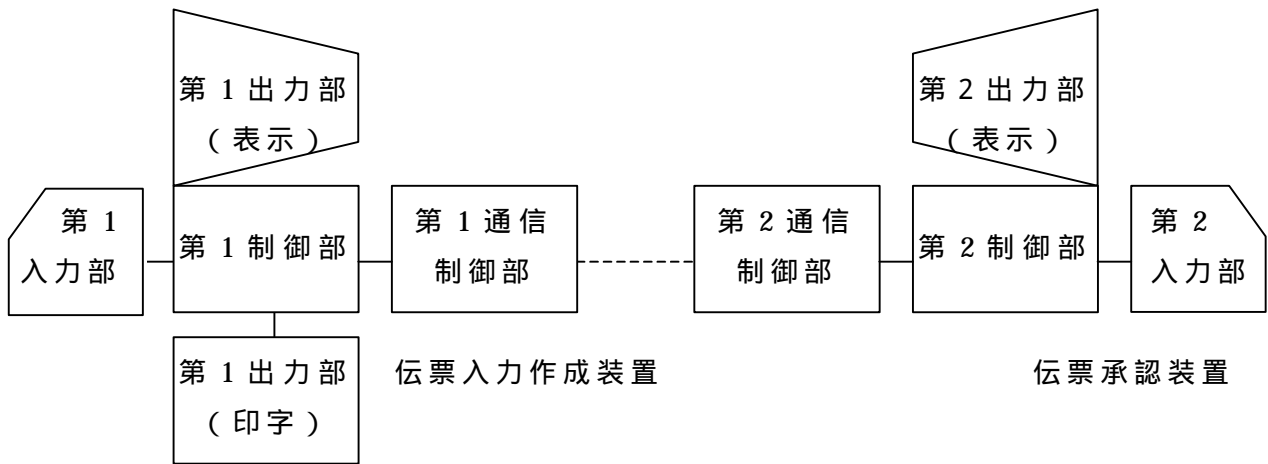 第1出力部
(表示)
第2出力部
(表示)
第1
入力部
第1制御部
第1通信
制御部
第2通信
制御部
第2制御部
第2
入力部
第1出力部
(印字)
伝票入力作成装置
伝票承認装置